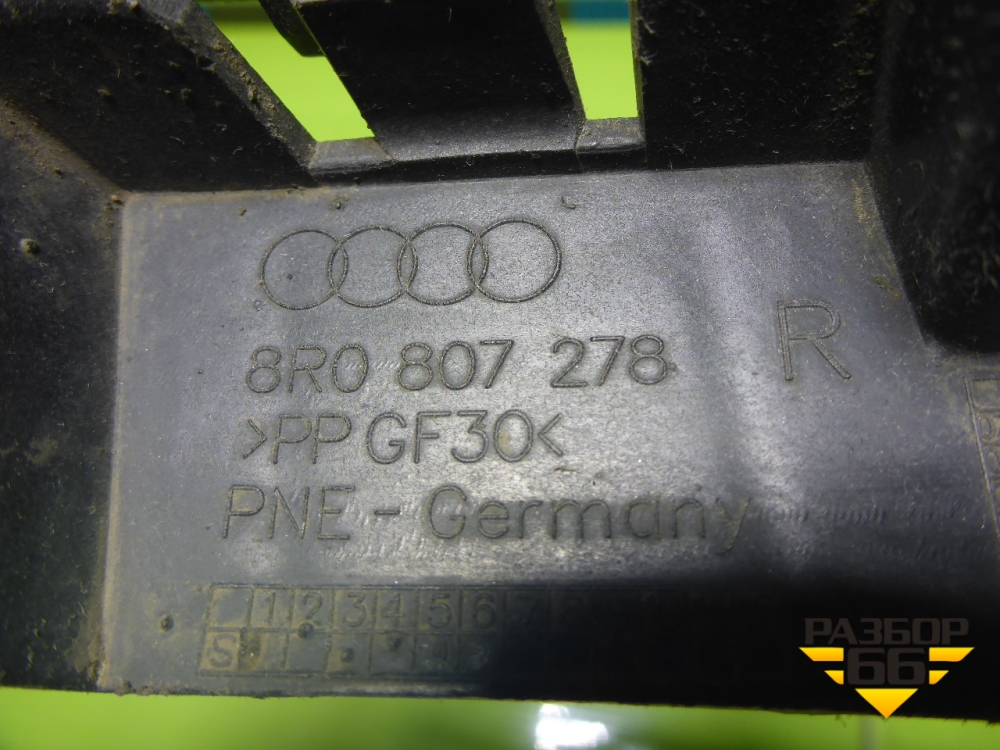 8R0 807 278 R
>PP GF30<
PNE - Germany
1 2 3 4 5 6 7
S
РАЗБОР
66